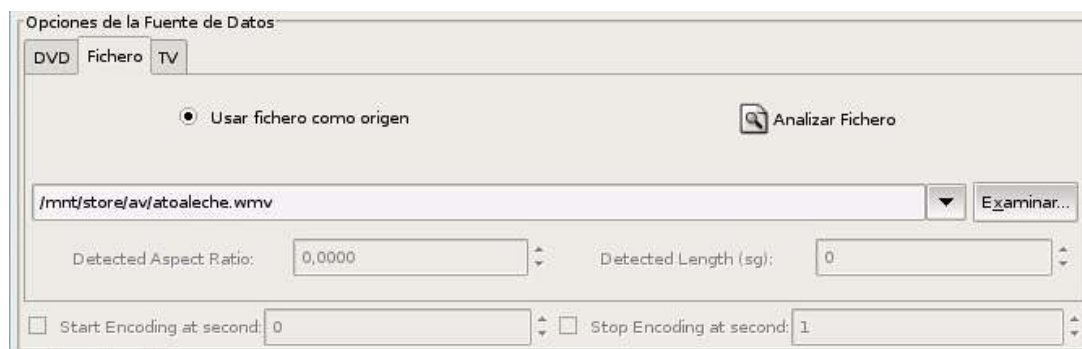 Opciones de la Fuente de Datos
DVD Fichero TV
Usar fichero como origen Analizar Fichero
/mnt/store/av/atoaleche.wmv Examinar...
Detected Aspect Ratio: 0,0000 Detected Length (sg): 0
Start Encoding at second: 0 Stop Encoding at second: 1